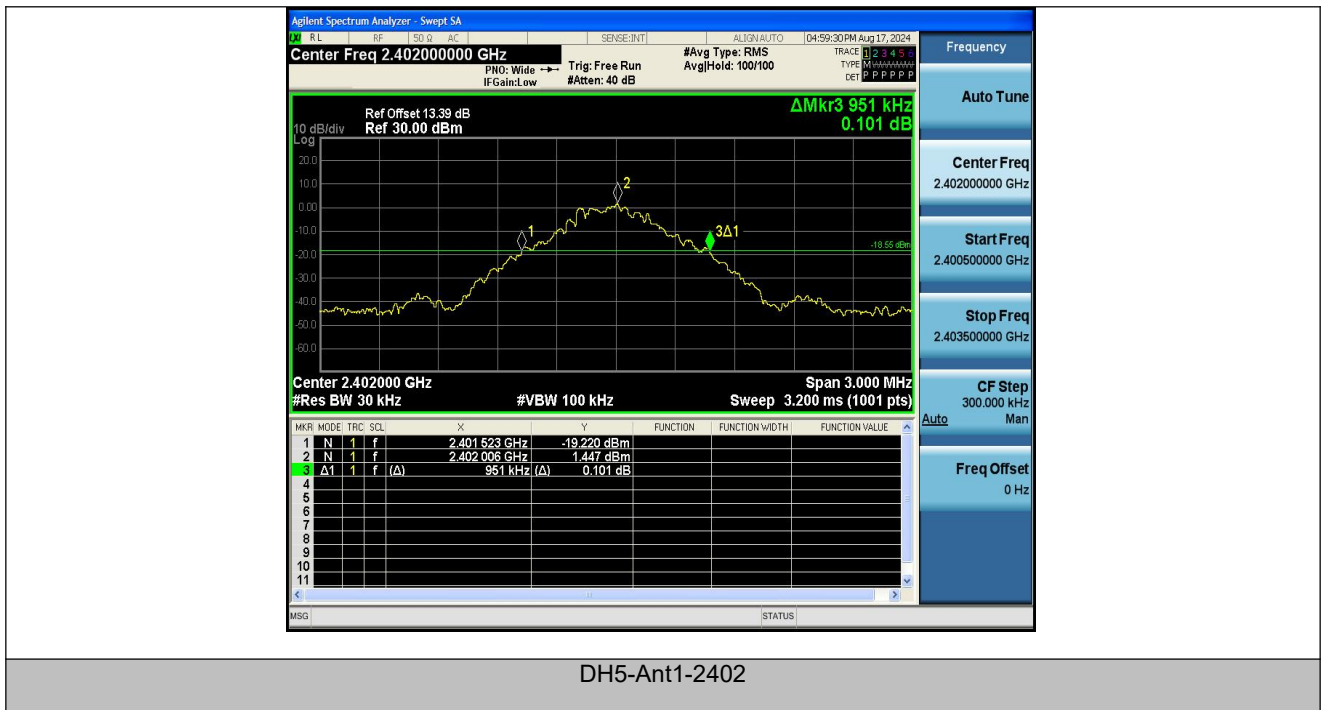 Agilent Spectrum Analyzer - Swept SA
RL RF 50 Ω AC SENSE:INT ALIGN AUTO 04:59:30 PM Aug 17, 2024
Center Freq 2.402000000 GHz
PNO: Wide
IFGain:Low
Trig: Free Run
#Atten: 40 dB
#Avg Type: RMS
Avg|Hold: 100/100
TRACE 1 2 3 4 5 6
TYPE MWWWWW
DET P P P P P P
Ref Offset 13.39 dB
10 dB/div Ref 30.00 dBm
Log
ΔMkr3 951 kHz
0.101 dB
20.0
10.0
0.00
-10.0
-20.0
-30.0
-40.0
-50.0
-60.0
1
2
3Δ1
-18.55 dBm
Center 2.402000 GHz Span 3.000 MHz
#Res BW 30 kHz #VBW 100 kHz Sweep 3.200 ms (1001 pts)
MKR MODE TRC SCL X Y FUNCTION FUNCTION WIDTH FUNCTION VALUE
1 N 1 f 2.401 523 GHz -19.220 dBm
2 N 1 f 2.402 006 GHz 1.447 dBm
3 Δ1 1 f (Δ) 951 kHz (Δ) 0.101 dB
4
5
6
7
8
9
10
11
MSG STATUS
Frequency
Auto Tune
Center Freq
2.402000000 GHz
Start Freq
2.400500000 GHz
Stop Freq
2.403500000 GHz
CF Step
300.000 kHz
Auto Man
Freq Offset
0 Hz
DH5-Ant1-2402